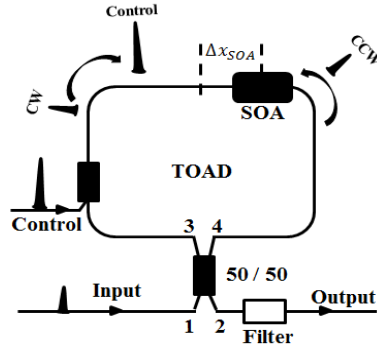 Control
Δx_SOA
CW
CCW
SOA
TOAD
Control
3 4
50 / 50
Input
Output
1 2
Filter